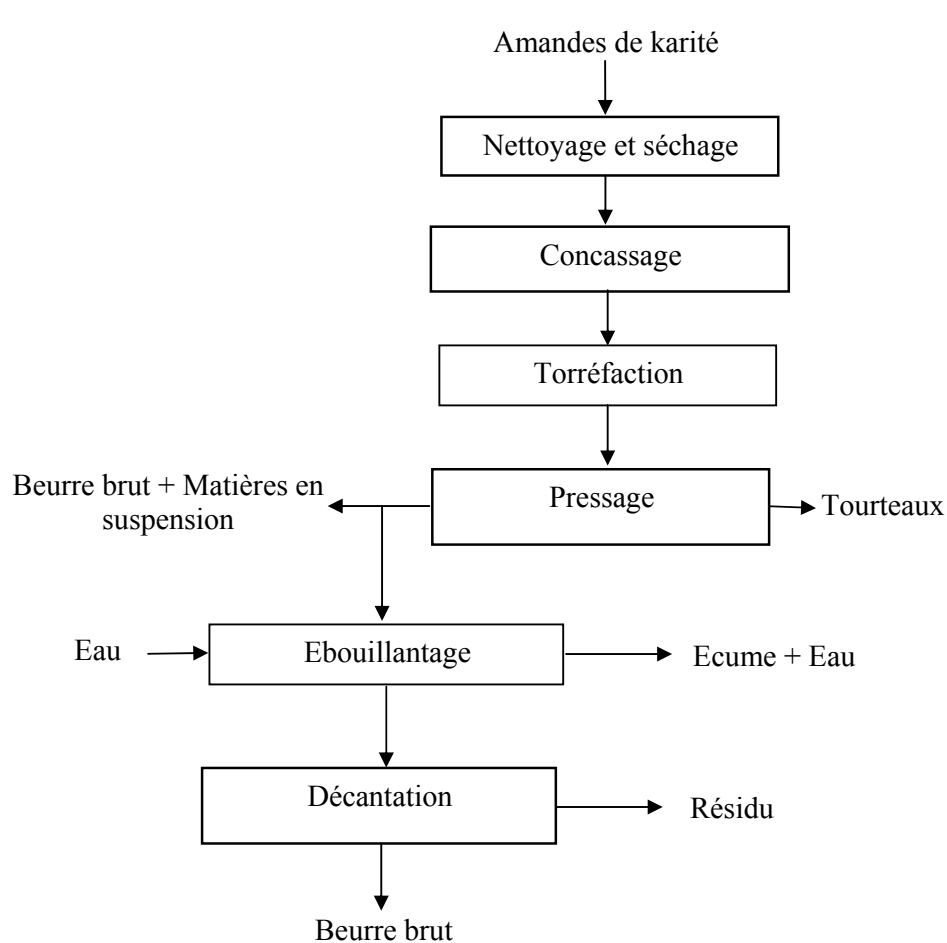 Amandes de karité
Nettoyage et séchage
Concassage
Torréfaction
Beurre brut + Matières en
suspension
Pressage
Tourteaux
Eau
Ebouillantage
Ecume + Eau
Décantation
Résidu
Beurre brut